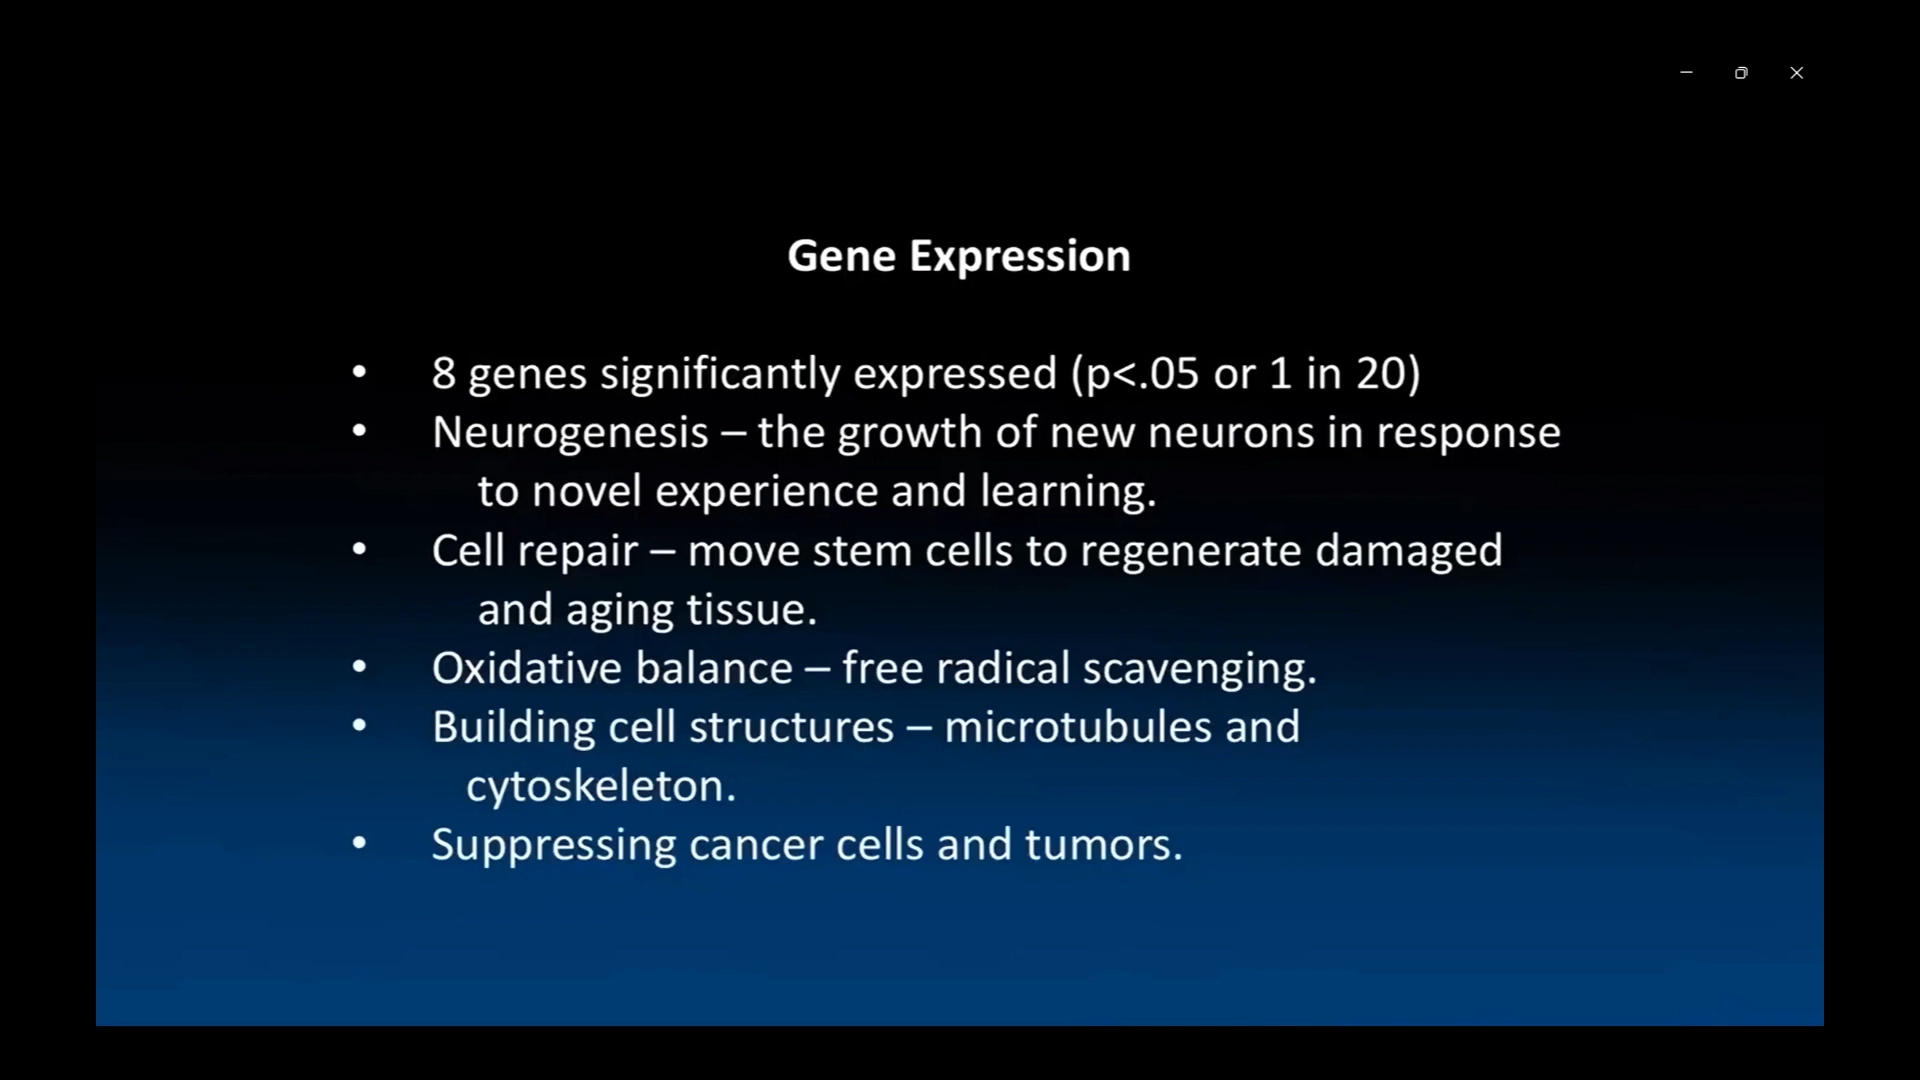 Gene Expression
• 8 genes significantly expressed (p<.05 or 1 in 20)
• Neurogenesis – the growth of new neurons in response
to novel experience and learning.
• Cell repair – move stem cells to regenerate damaged
and aging tissue.
• Oxidative balance – free radical scavenging.
• Building cell structures – microtubules and
cytoskeleton.
• Suppressing cancer cells and tumors.